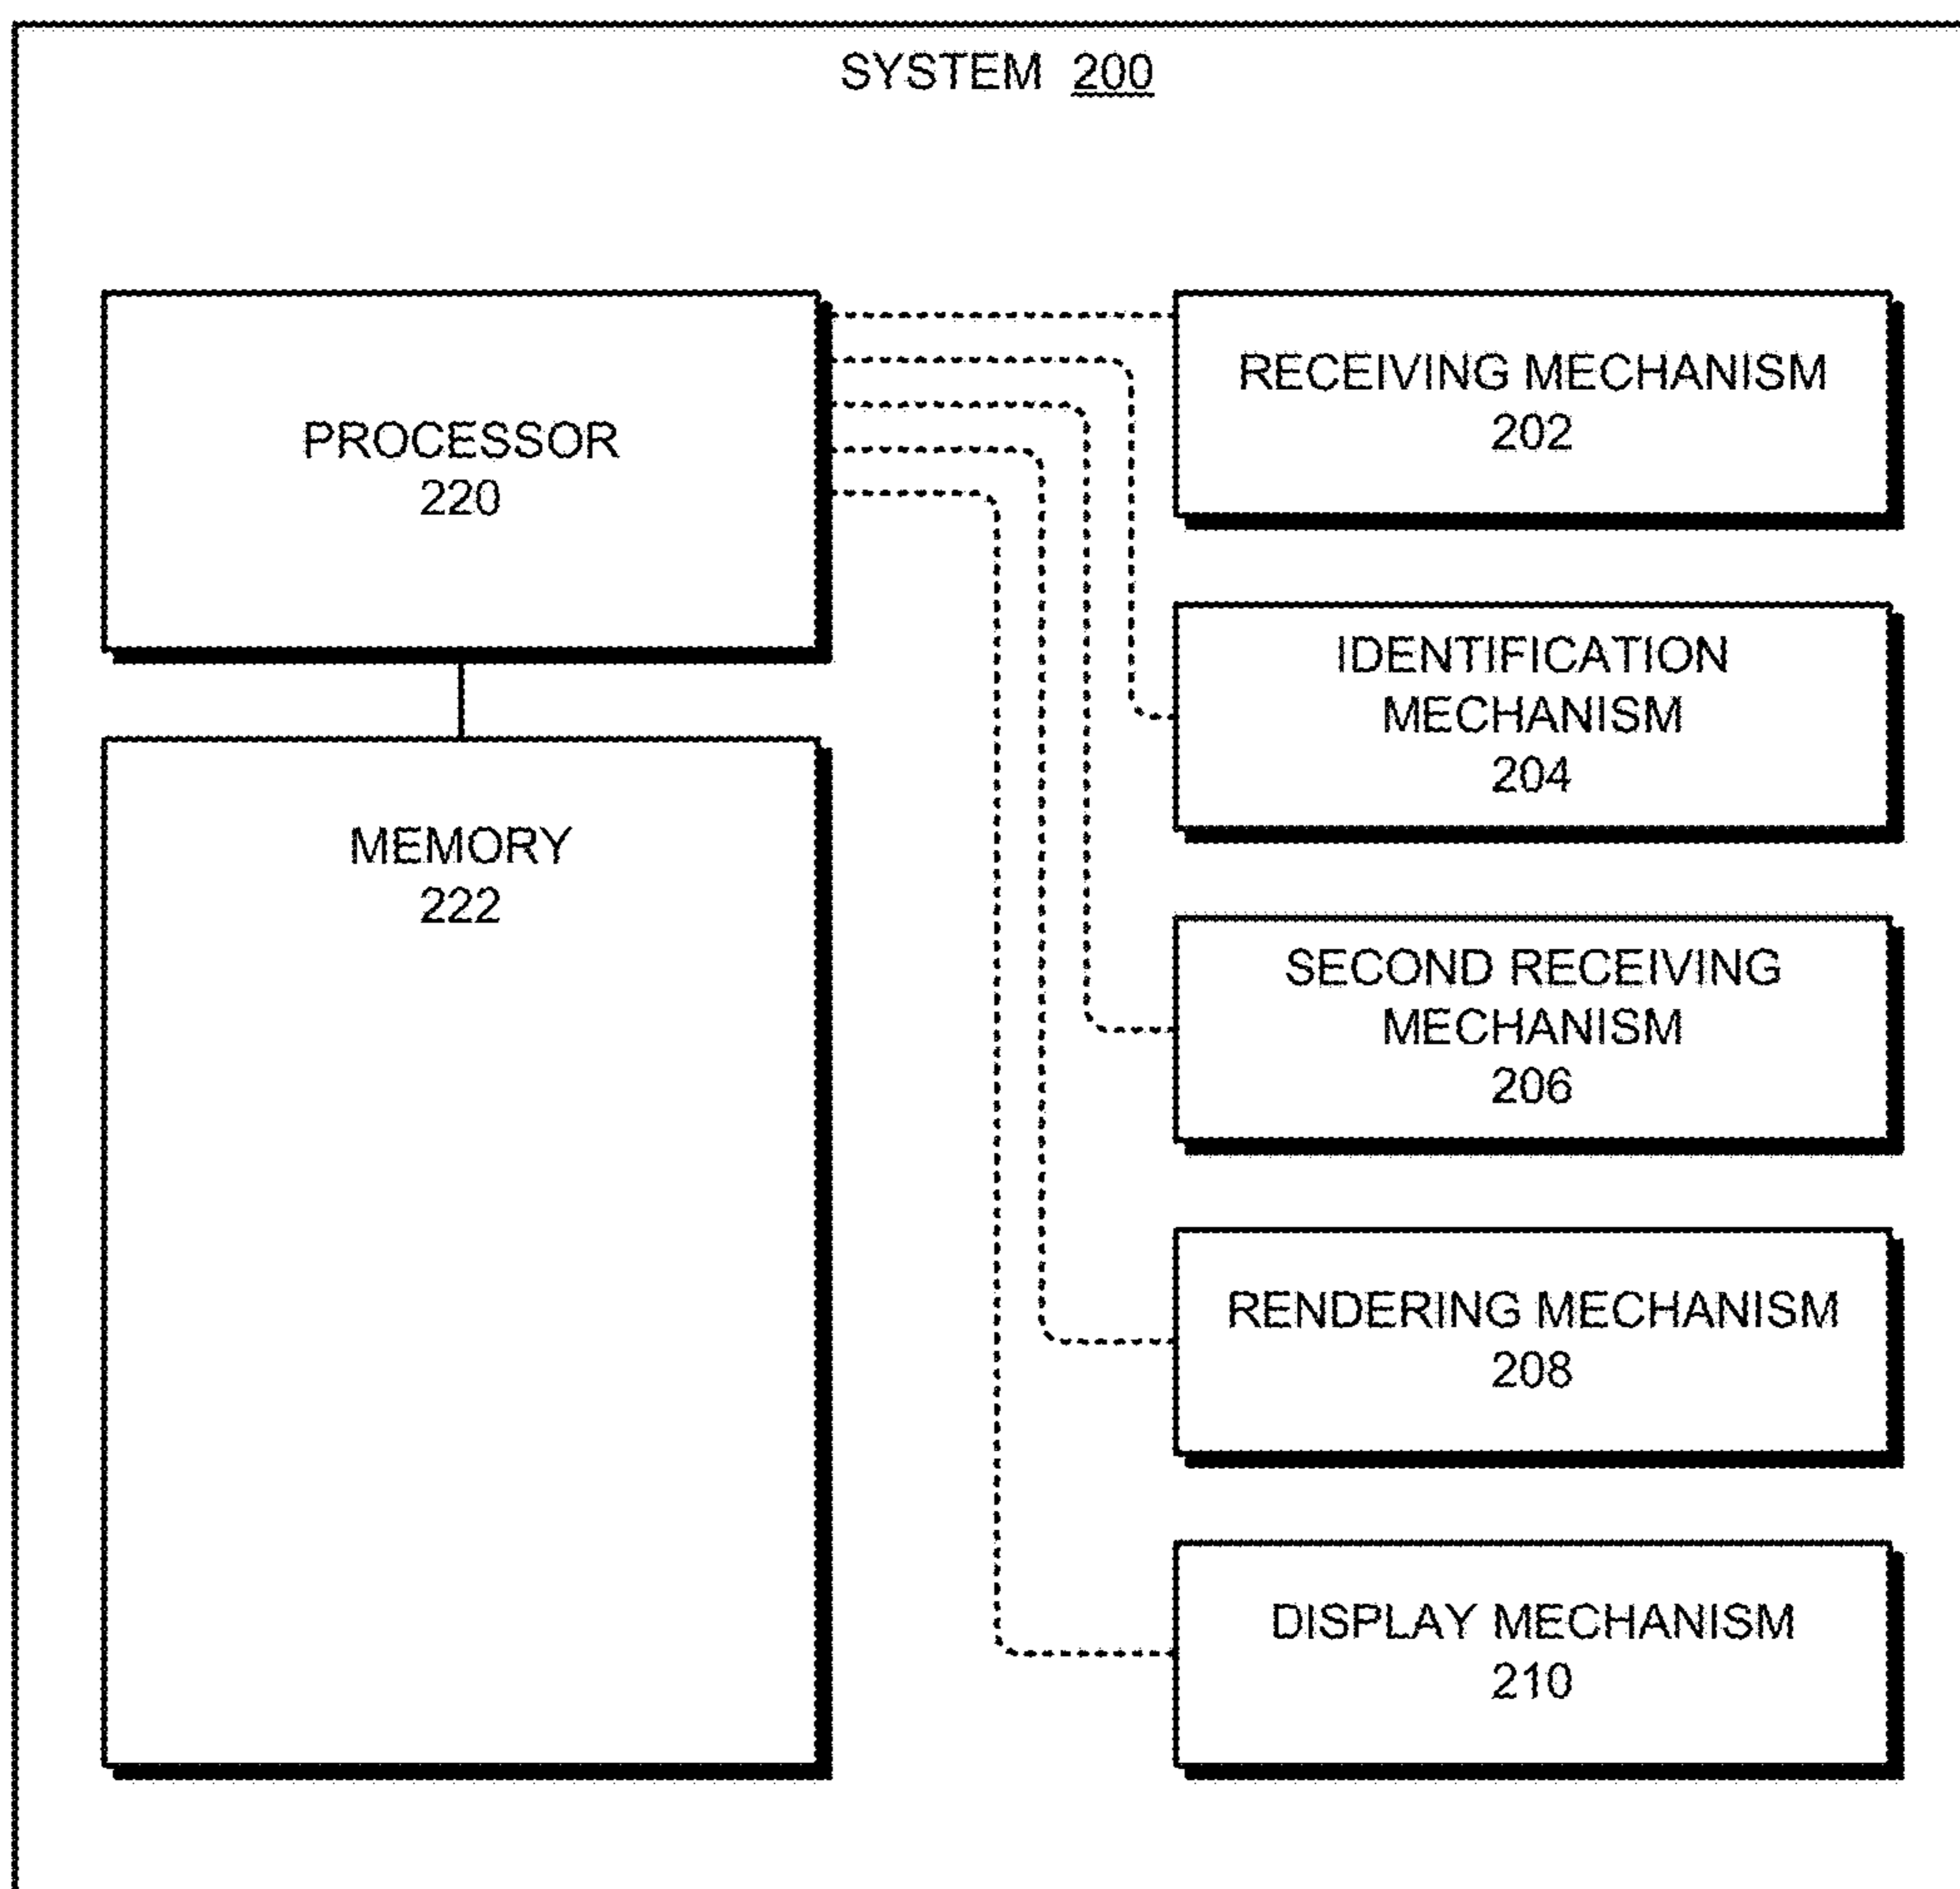 SYSTEM 200
PROCESSOR
220
MEMORY
222
RECEIVING MECHANISM
202
IDENTIFICATION
MECHANISM
204
SECOND RECEIVING
MECHANISM
206
RENDERING MECHANISM
208
DISPLAY MECHANISM
210